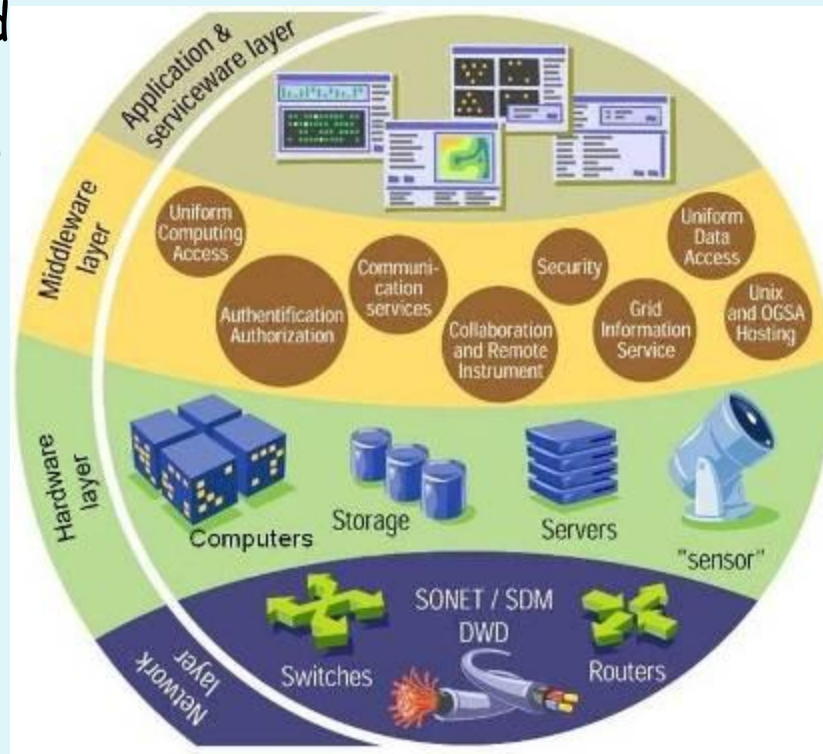 Application &
serviceware layer
Middleware
layer
Uniform
Computing
Access
Authentification
Authorization
Communi-
cation
services
Collaboration
and Remote
Instrument
Security
Grid
Information
Service
Uniform
Data
Access
Unix
and OGSA
Hosting
Hardware
layer
Computers
Storage
Servers
"sensor"
Network
layer
Switches
SONET / SDM
DWD
Routers